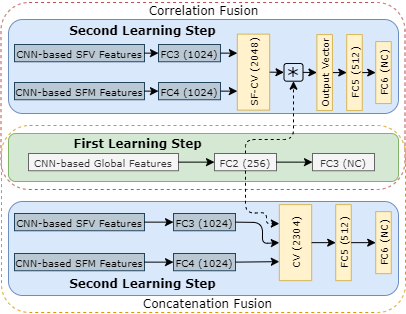 Correlation Fusion
Second Learning Step
CNN-based SFV Features
FC3 (1024)
CNN-based SFM Features
FC4 (1024)
SF-CV (2048)
*
Output Vector
FC5 (512)
FC6 (NC)
First Learning Step
CNN-based Global Features
FC2 (256)
FC3 (NC)
CNN-based SFV Features
FC3 (1024)
CNN-based SFM Features
FC4 (1024)
CV (2304)
FC5 (512)
FC6 (NC)
Second Learning Step
Concatenation Fusion